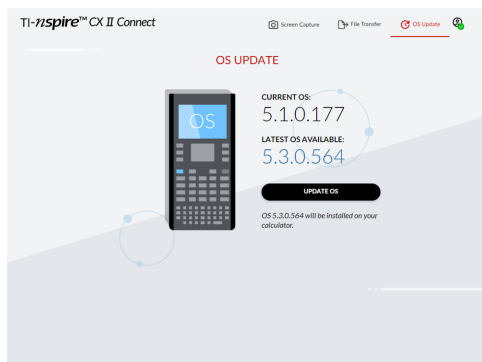 TI-nspire™ CX II Connect
Screen Capture
File Transfer
OS Update
OS UPDATE
OS
CURRENT OS:
5.1.0.177
LATEST OS AVAILABLE:
5.3.0.564
UPDATE OS
OS 5.3.0.564 will be installed on your
calculator.